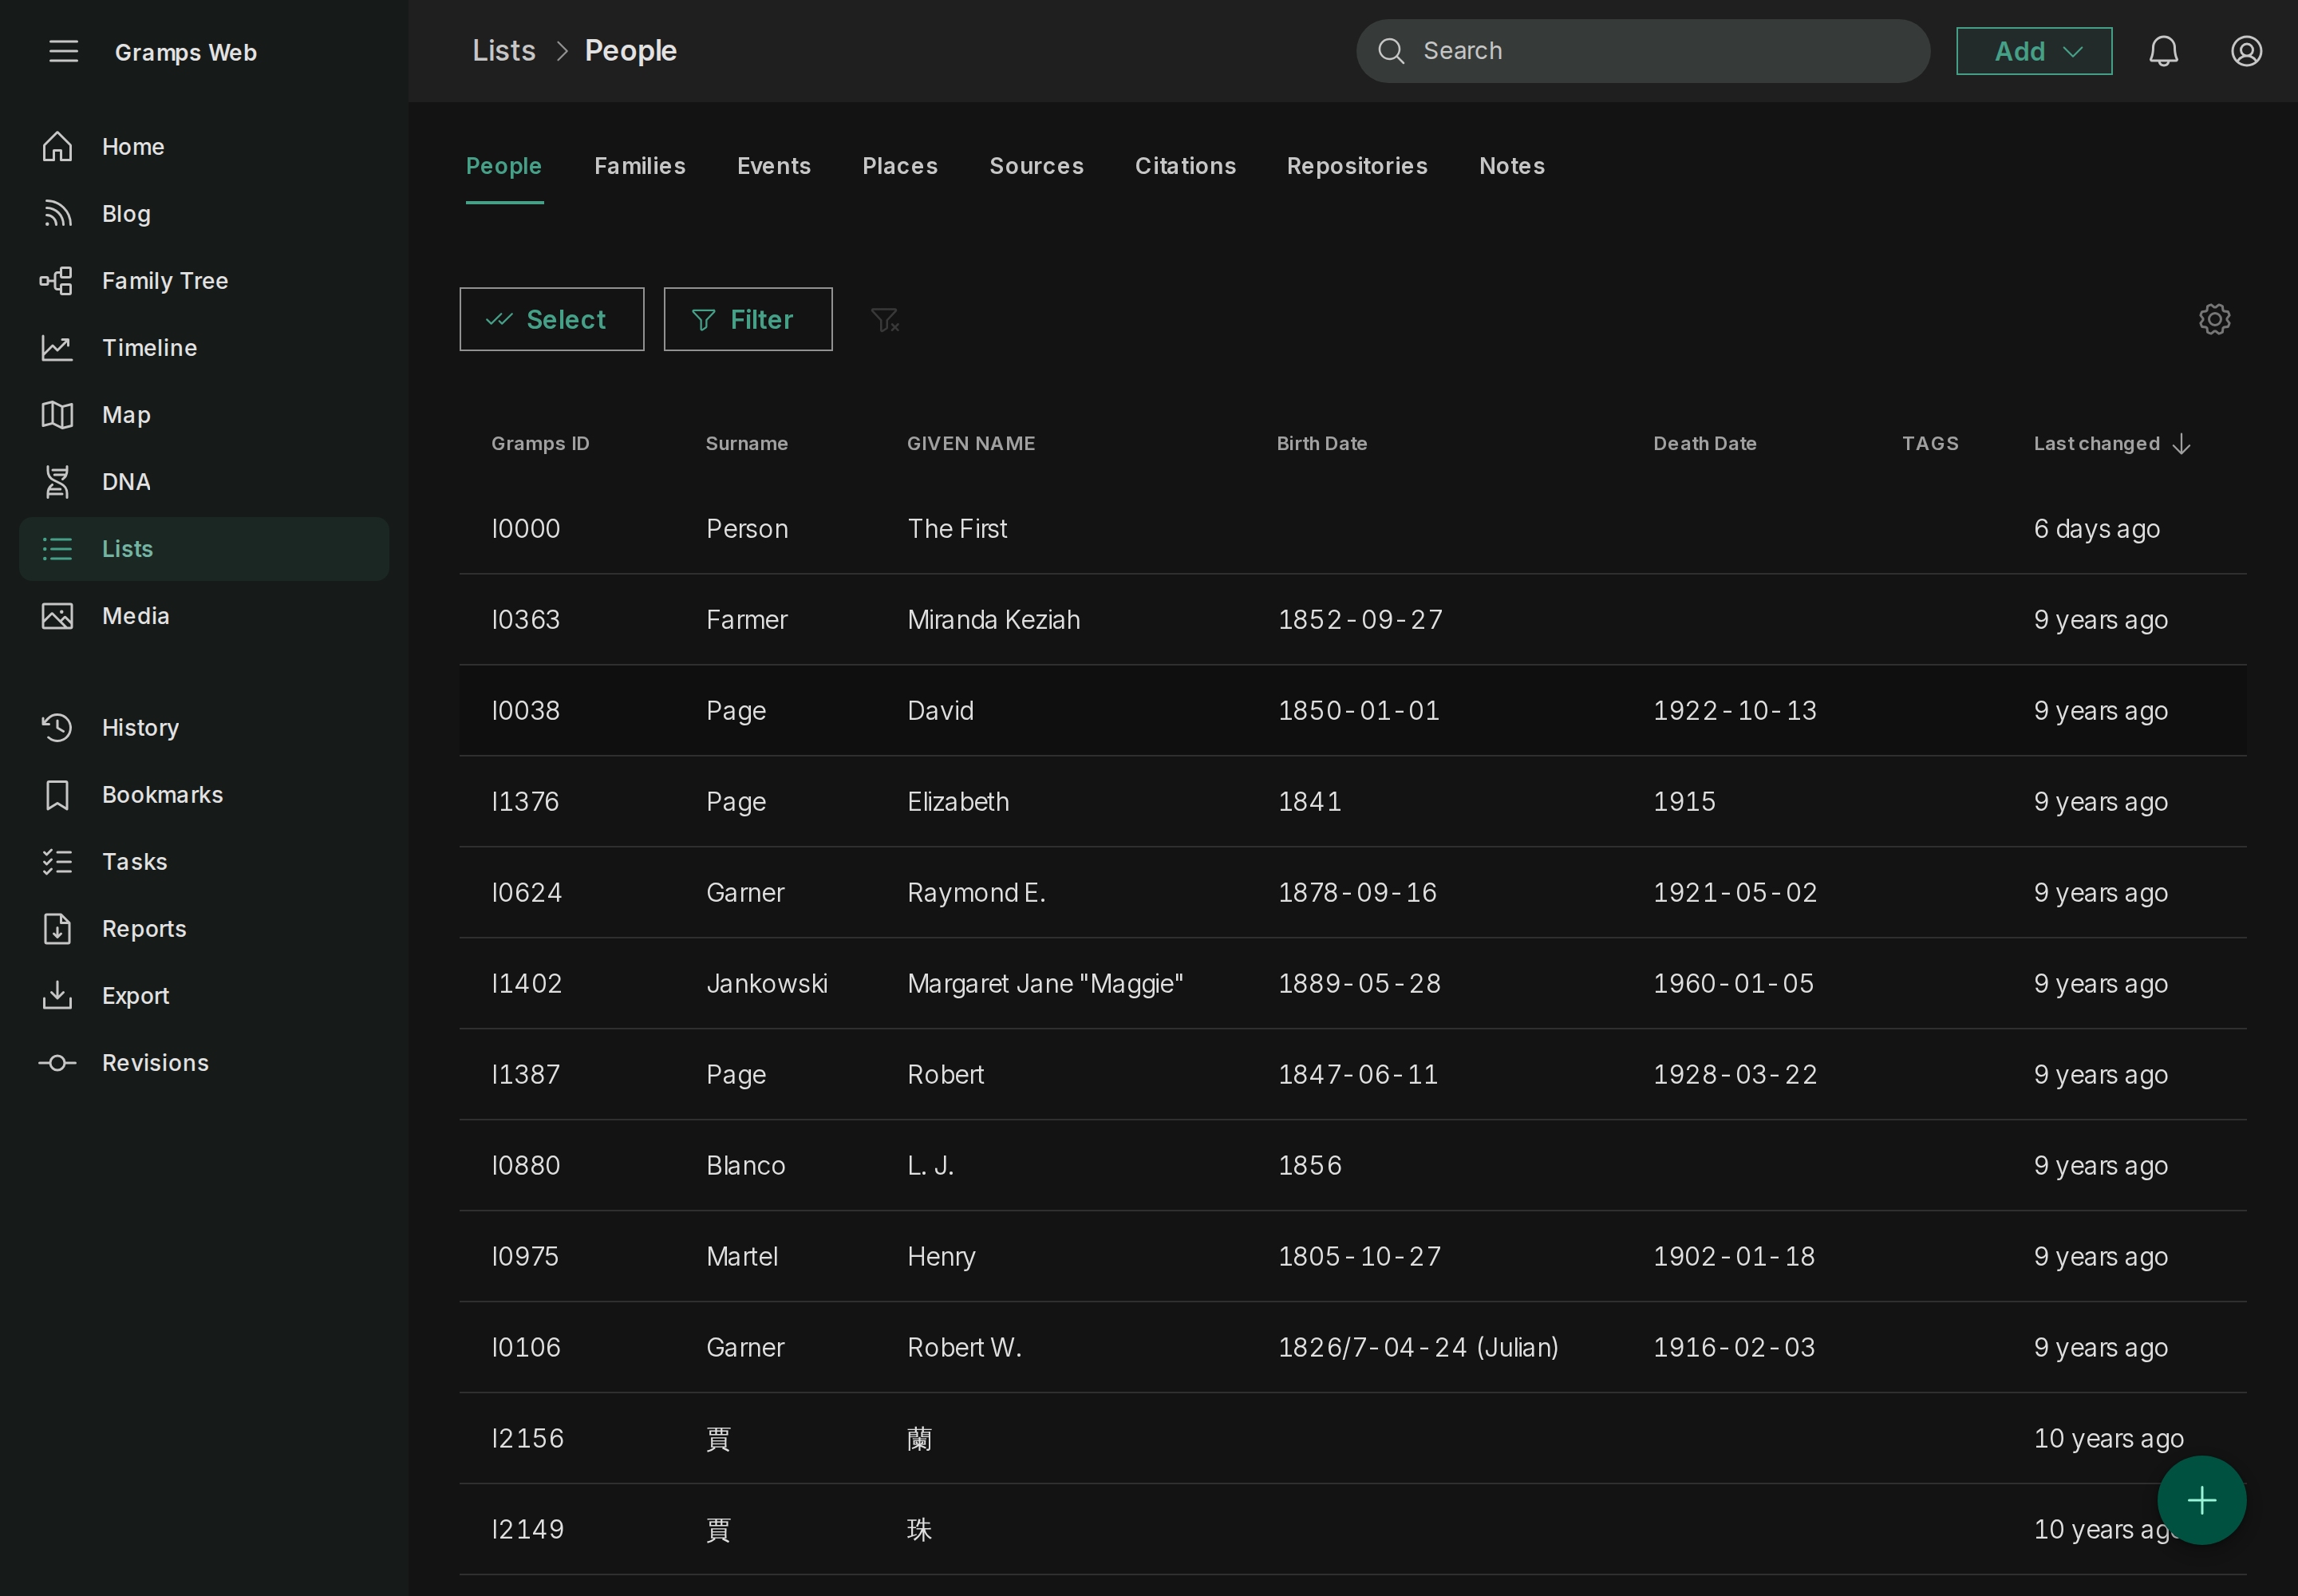 Gramps Web
Lists > People
Search
Add
Home
Blog
Family Tree
Timeline
Map
DNA
Lists
Media
History
Bookmarks
Tasks
Reports
Export
Revisions
People Families Events Places Sources Citations Repositories Notes
Select Filter
Gramps ID Surname GIVEN NAME Birth Date Death Date TAGS Last changed
I0000 Person The First 6 days ago
I0363 Farmer Miranda Keziah 1852-09-27 9 years ago
I0038 Page David 1850-01-01 1922-10-13 9 years ago
I1376 Page Elizabeth 1841 1915 9 years ago
I0624 Garner Raymond E. 1878-09-16 1921-05-02 9 years ago
I1402 Jankowski Margaret Jane "Maggie" 1889-05-28 1960-01-05 9 years ago
I1387 Page Robert 1847-06-11 1928-03-22 9 years ago
I0880 Blanco L. J. 1856 9 years ago
I0975 Martel Henry 1805-10-27 1902-01-18 9 years ago
I0106 Garner Robert W. 1826/7-04-24 (Julian) 1916-02-03 9 years ago
I2156 賈 蘭 10 years ago
I2149 賈 珠 10 years ago